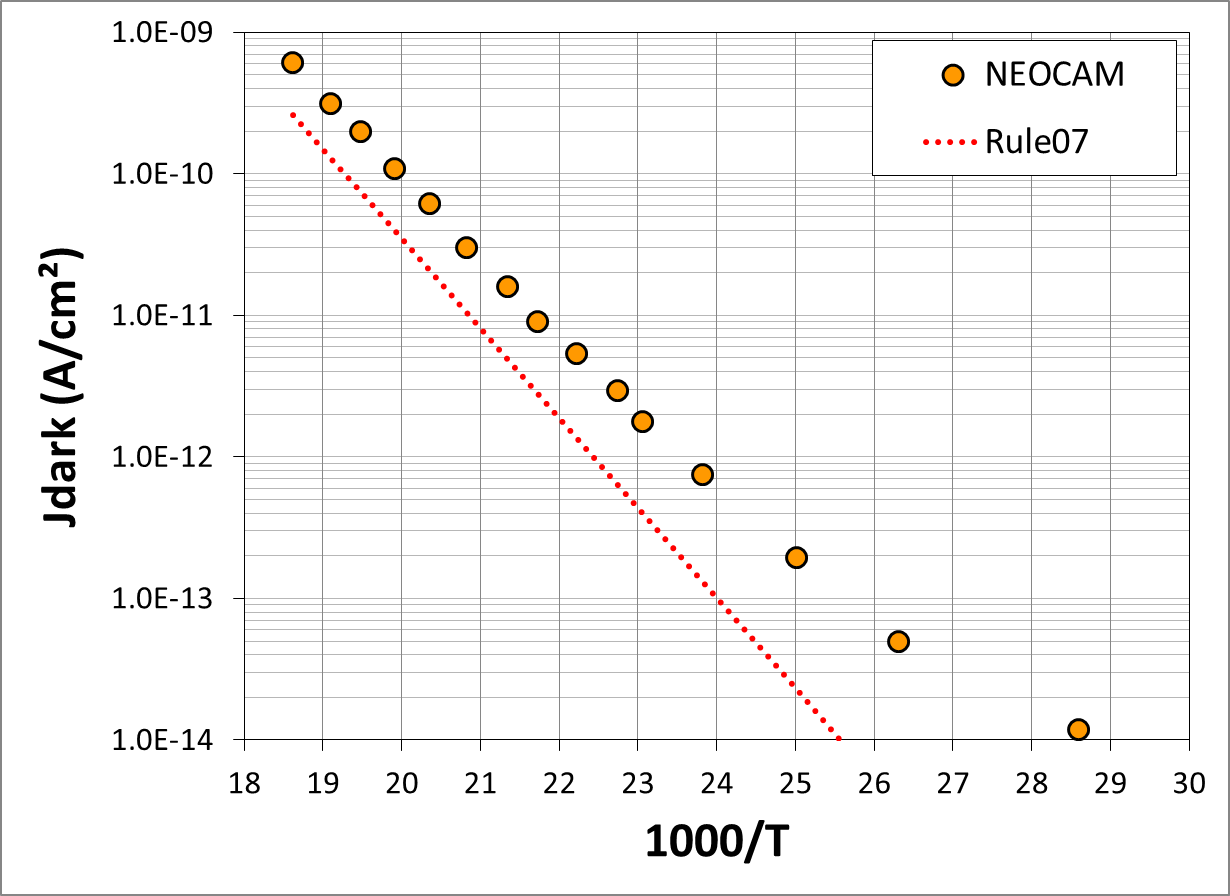 1.0E-09
1.0E-10
1.0E-11
1.0E-12
1.0E-13
1.0E-14
Jdark (A/cm²)
NEOCAM
Rule07
18 19 20 21 22 23 24 25 26 27 28 29 30
1000/T